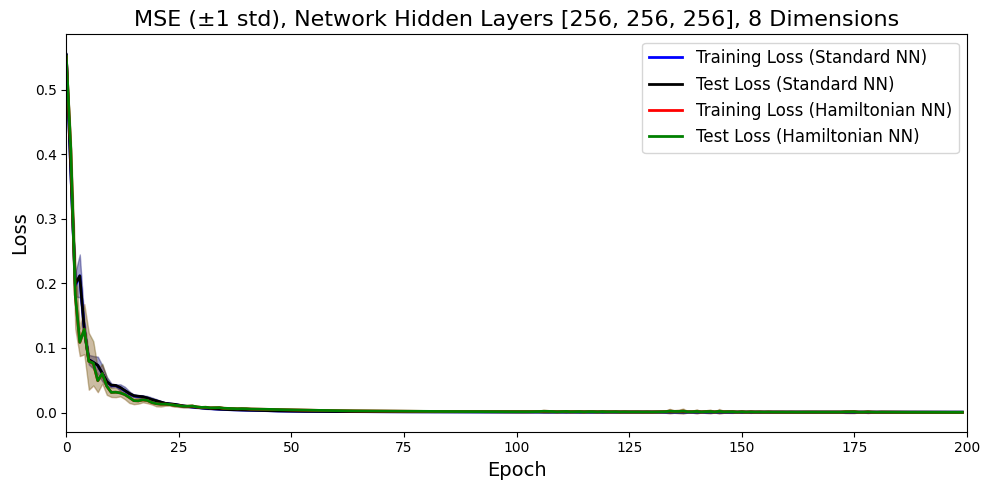 MSE (±1 std), Network Hidden Layers [256, 256, 256], 8 Dimensions
Training Loss (Standard NN)
Test Loss (Standard NN)
Training Loss (Hamiltonian NN)
Test Loss (Hamiltonian NN)
Loss
0.5
0.4
0.3
0.2
0.1
0.0
0 25 50 75 100 125 150 175 200
Epoch